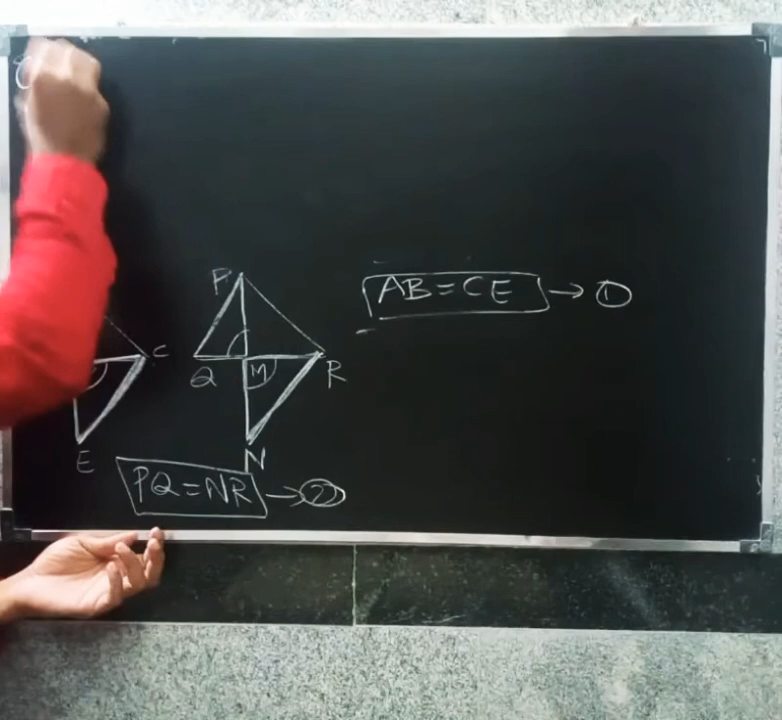 AB = CE → ①
P
C
Q
M
R
E
N
PQ = NR → ②